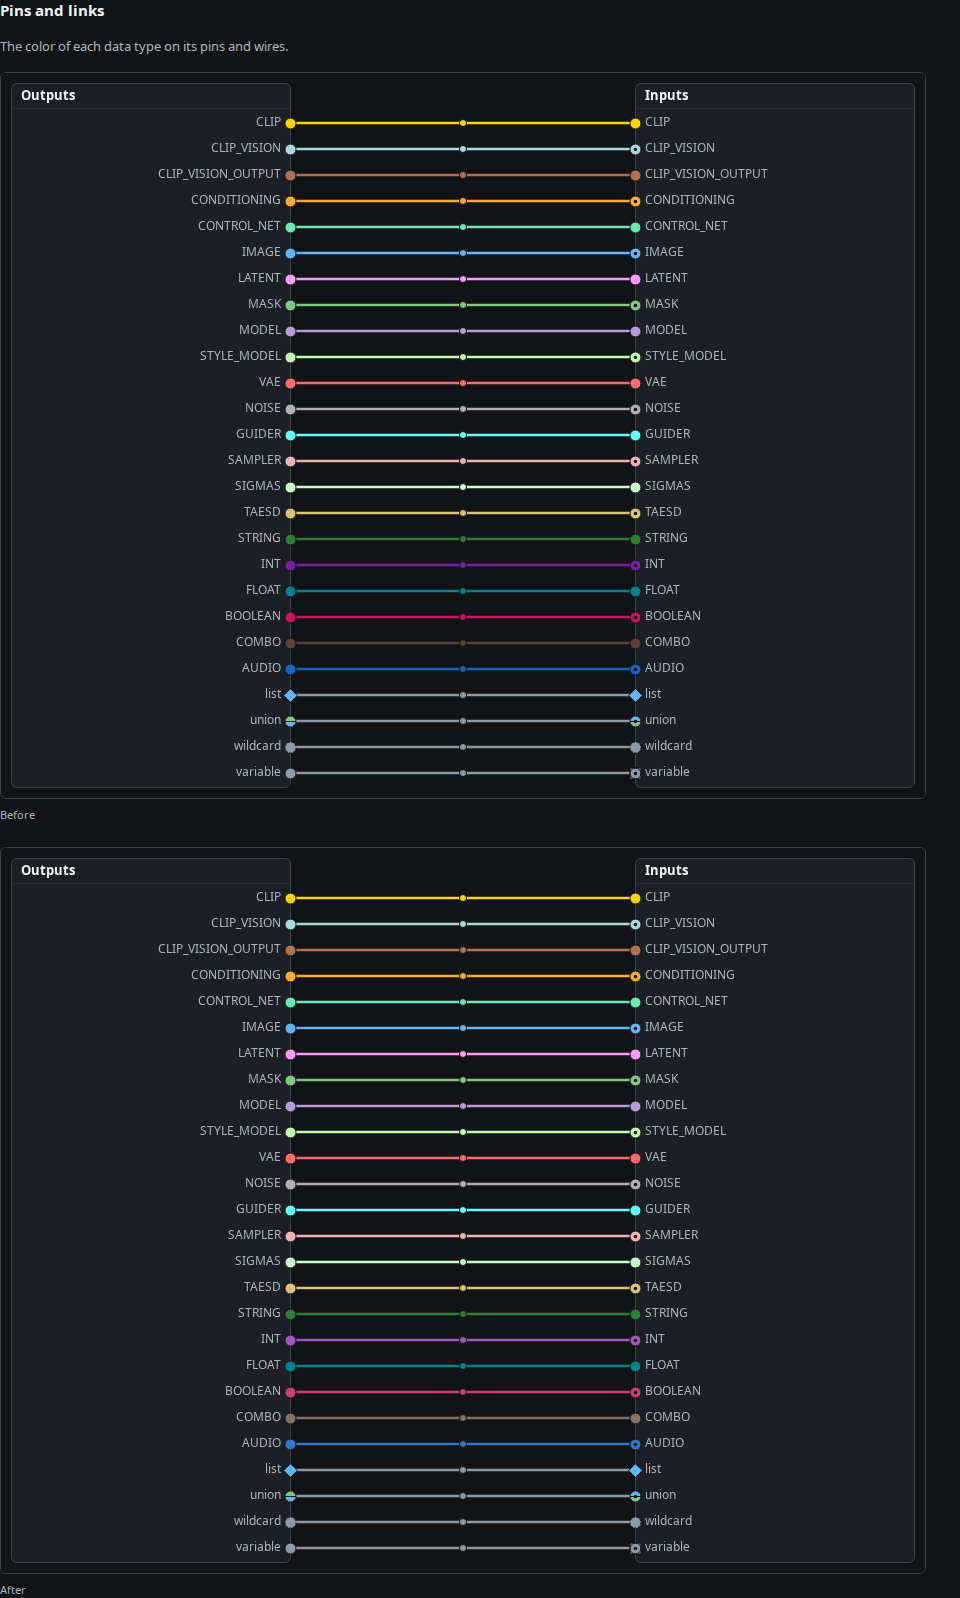 Pins and links
The color of each data type on its pins and wires.
Outputs Inputs
CLIP CLIP
CLIP_VISION CLIP_VISION
CLIP_VISION_OUTPUT CLIP_VISION_OUTPUT
CONDITIONING CONDITIONING
CONTROL_NET CONTROL_NET
IMAGE IMAGE
LATENT LATENT
MASK MASK
MODEL MODEL
STYLE_MODEL STYLE_MODEL
VAE VAE
NOISE NOISE
GUIDER GUIDER
SAMPLER SAMPLER
SIGMAS SIGMAS
TAESD TAESD
STRING STRING
INT INT
FLOAT FLOAT
BOOLEAN BOOLEAN
COMBO COMBO
AUDIO AUDIO
list list
union union
wildcard wildcard
variable variable
Before
Outputs Inputs
CLIP CLIP
CLIP_VISION CLIP_VISION
CLIP_VISION_OUTPUT CLIP_VISION_OUTPUT
CONDITIONING CONDITIONING
CONTROL_NET CONTROL_NET
IMAGE IMAGE
LATENT LATENT
MASK MASK
MODEL MODEL
STYLE_MODEL STYLE_MODEL
VAE VAE
NOISE NOISE
GUIDER GUIDER
SAMPLER SAMPLER
SIGMAS SIGMAS
TAESD TAESD
STRING STRING
INT INT
FLOAT FLOAT
BOOLEAN BOOLEAN
COMBO COMBO
AUDIO AUDIO
list list
union union
wildcard wildcard
variable variable
After